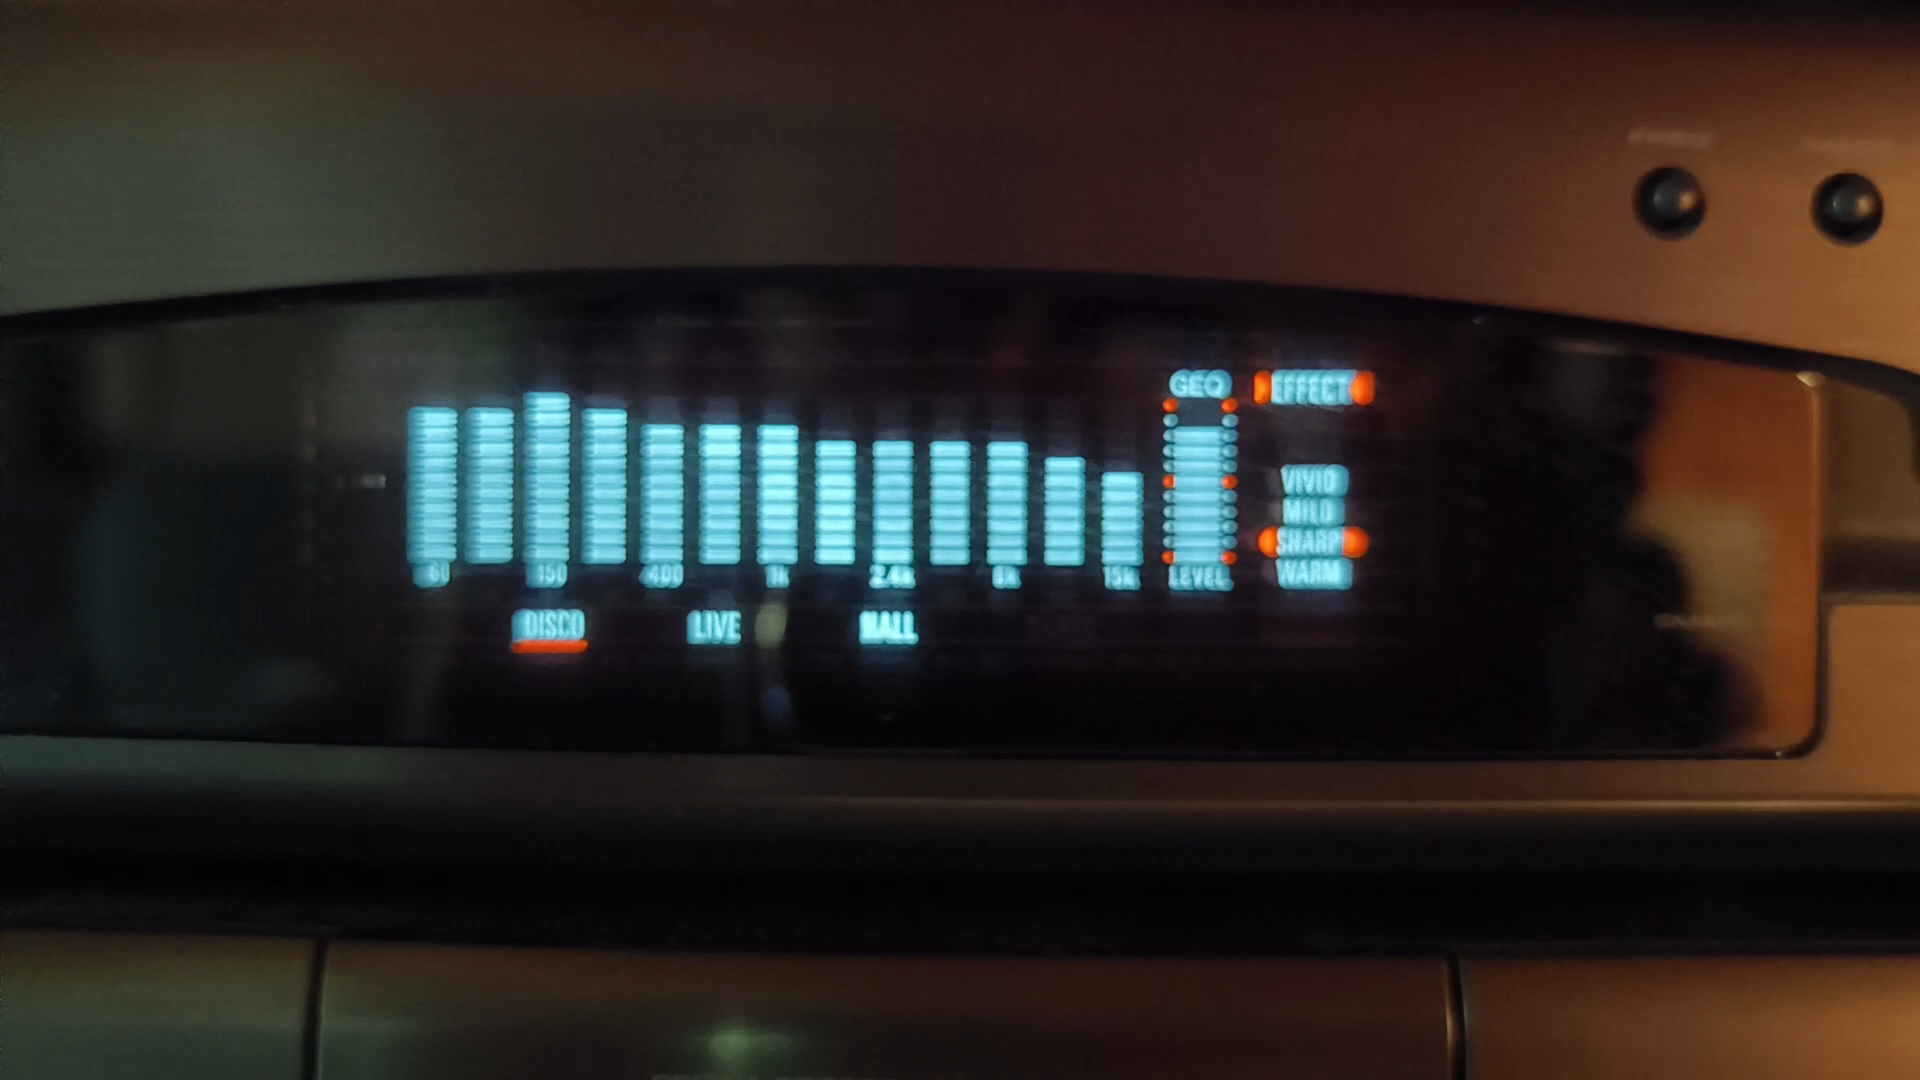 GEQ EFFECT
VIVID
MILD
SHARP
60 150 400 1k 2.4k 6k 15k LEVEL WARM
DISCO LIVE HALL